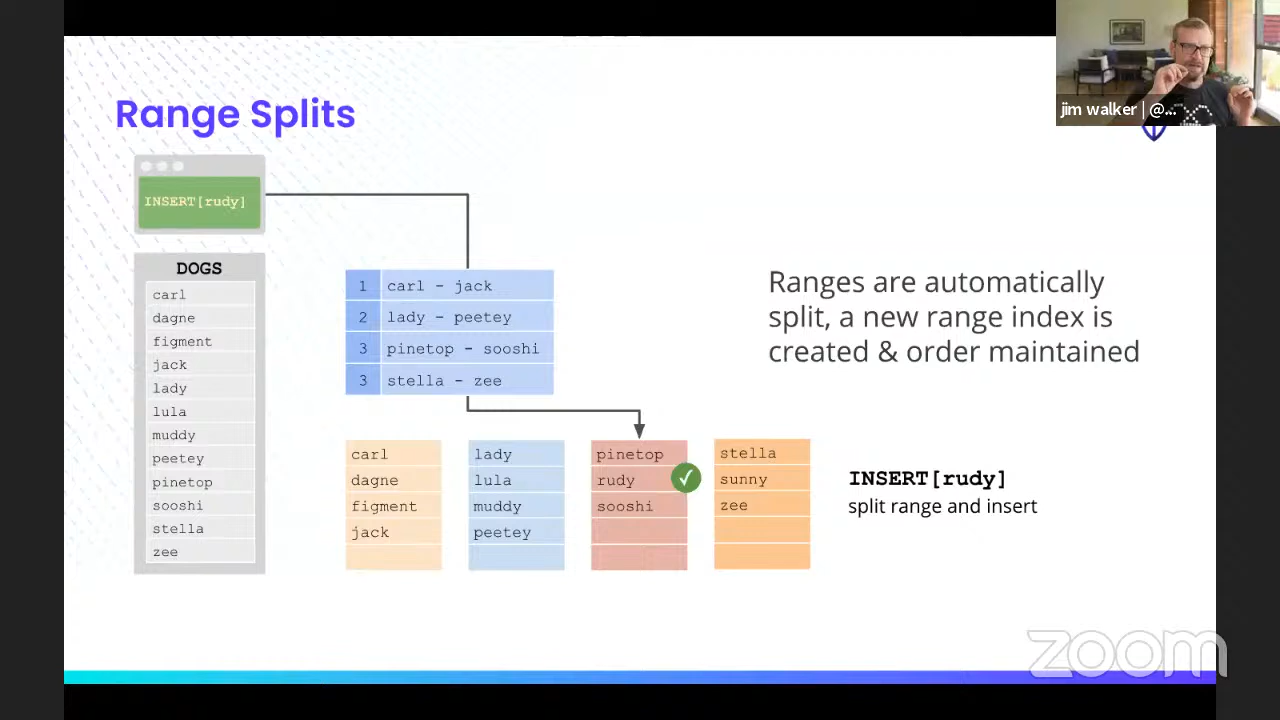 jim walker | @...
Range Splits
INSERT[rudy]
DOGS
carl
dagne
figment
jack
lady
lula
muddy
peetey
pinetop
sooshi
stella
zee
1 carl - jack
2 lady - peetey
3 pinetop - sooshi
3 stella - zee
carl
dagne
figment
jack
lady
lula
muddy
peetey
pinetop
rudy
sooshi
stella
sunny
zee
Ranges are automatically
split, a new range index is
created & order maintained
INSERT[rudy]
split range and insert
zoom